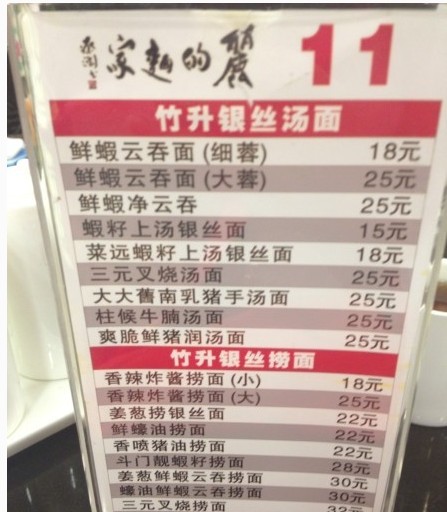 家麵的麗
11
竹升银丝汤面
鲜蝦云吞面(细蓉) 18元
鲜蝦云吞面(大蓉) 25元
鲜蝦净云吞 25元
蝦籽上汤银丝面 15元
菜远蝦籽上汤银丝面 18元
三元叉烧汤面 25元
大大舊南乳猪手汤面 25元
柱候牛腩汤面 25元
爽脆鲜猪润汤面 25元
竹升银丝捞面
香辣炸酱捞面(小) 18元
香辣炸酱捞面(大) 25元
姜葱捞银丝面 22元
鲜蠔油捞面 22元
香喷猪油捞面 22元
斗门靓蝦籽捞面 28元
姜葱鲜蝦云吞捞面 30元
蠔油鲜蝦云吞捞面 30元
三元叉烧捞面 32元